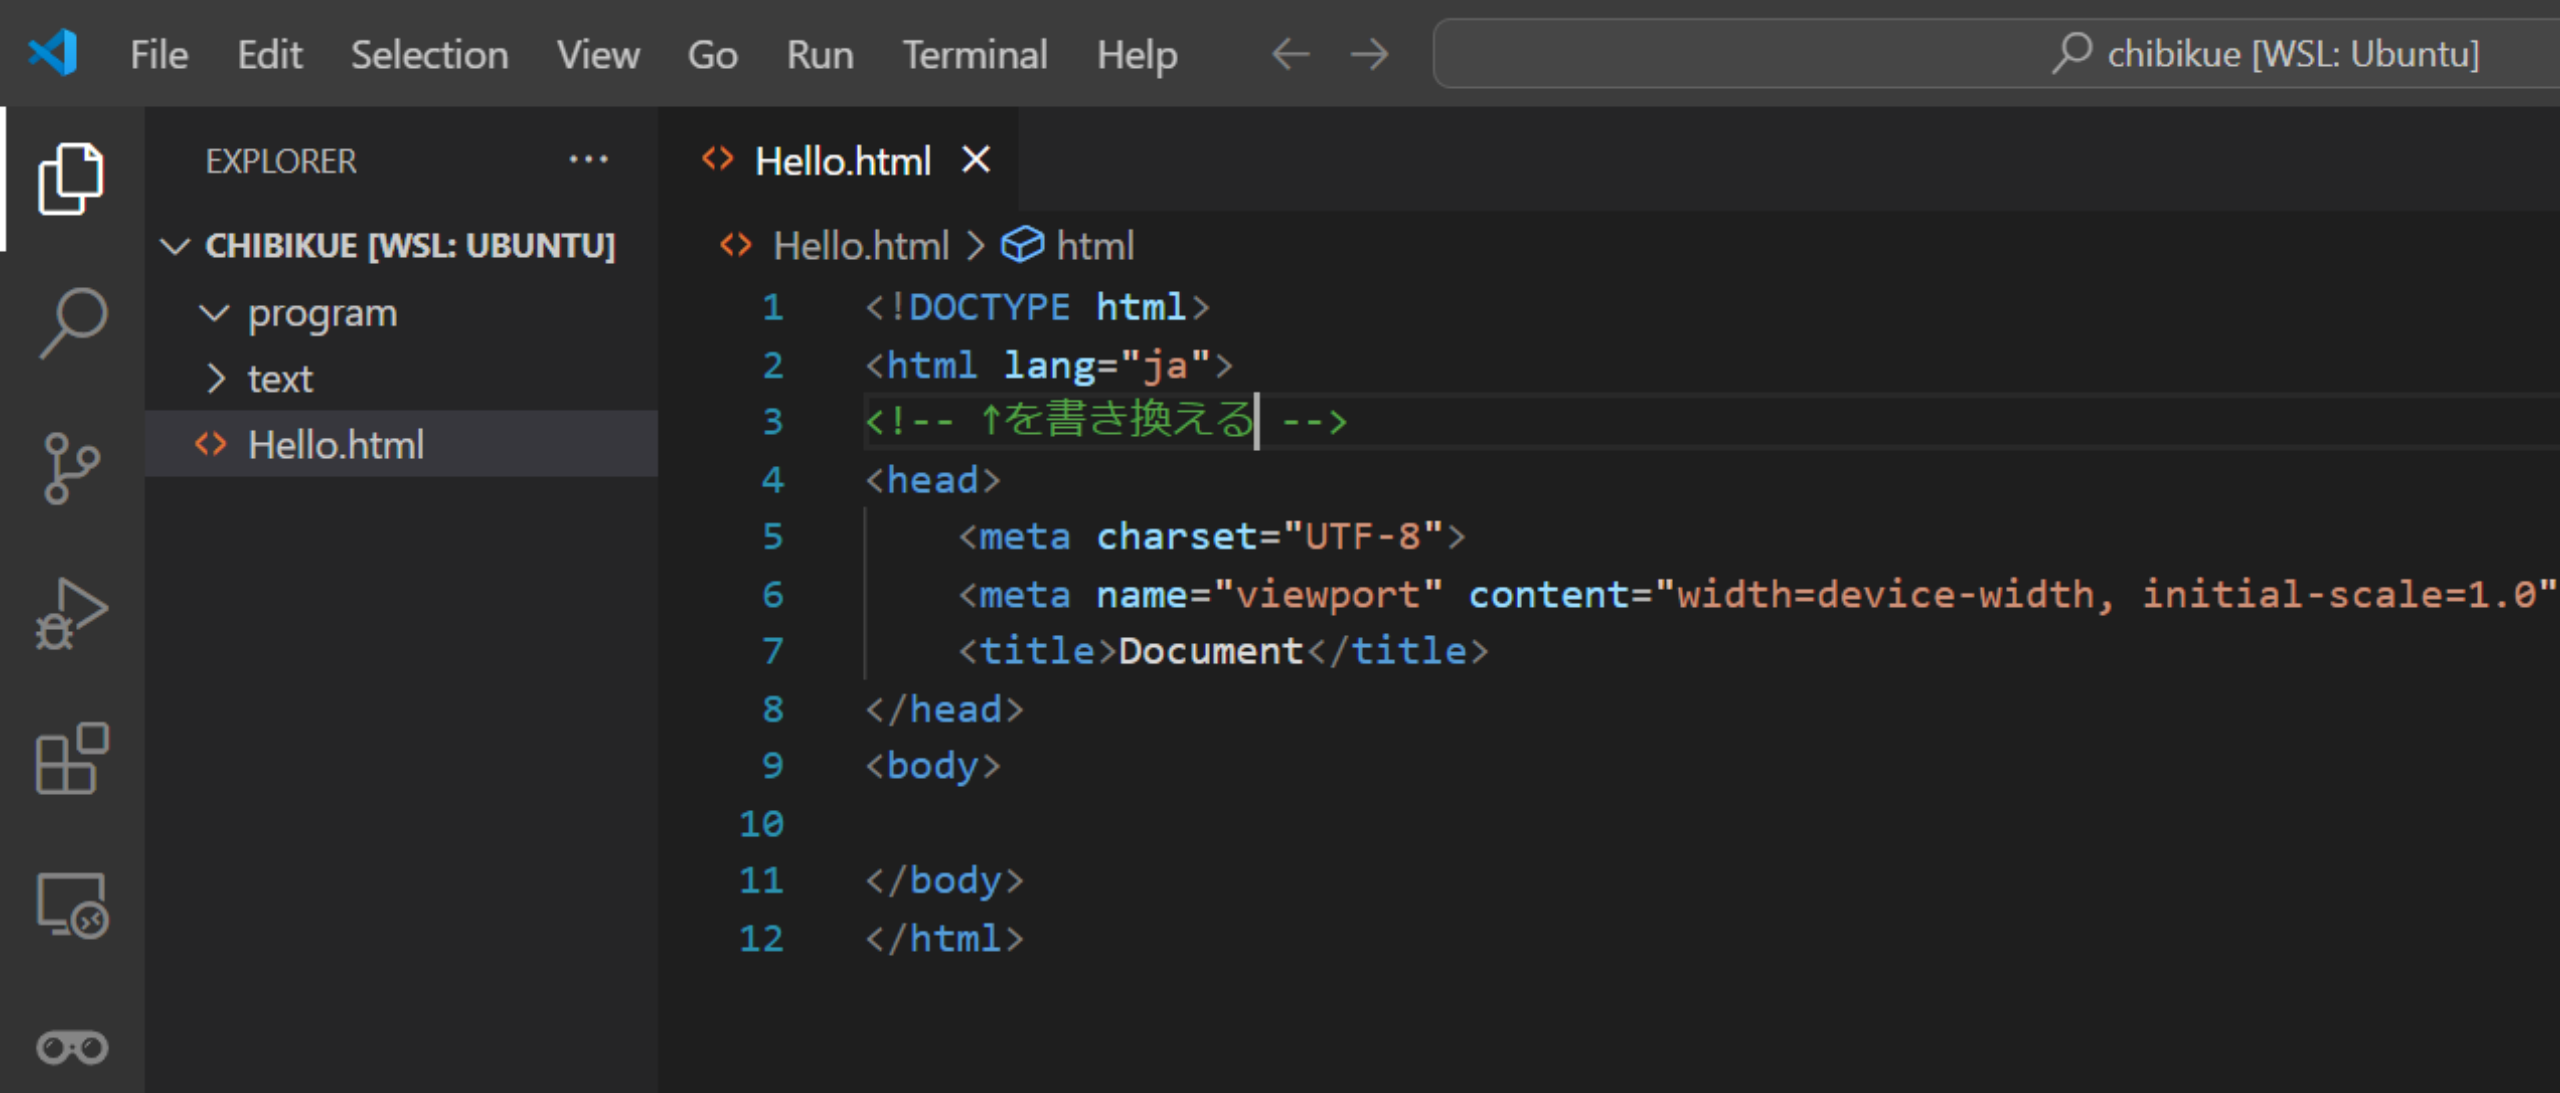 File Edit Selection View Go Run Terminal Help
chibikue [WSL: Ubuntu]
EXPLORER
CHIBIKUE [WSL: UBUNTU]
program
text
Hello.html
Hello.html
Hello.html > html
1 <!DOCTYPE html>
2 <html lang="ja">
3 <!-- ↑を書き換える -->
4 <head>
5 <meta charset="UTF-8">
6 <meta name="viewport" content="width=device-width, initial-scale=1.0"
7 <title>Document</title>
8 </head>
9 <body>
10
11 </body>
12 </html>